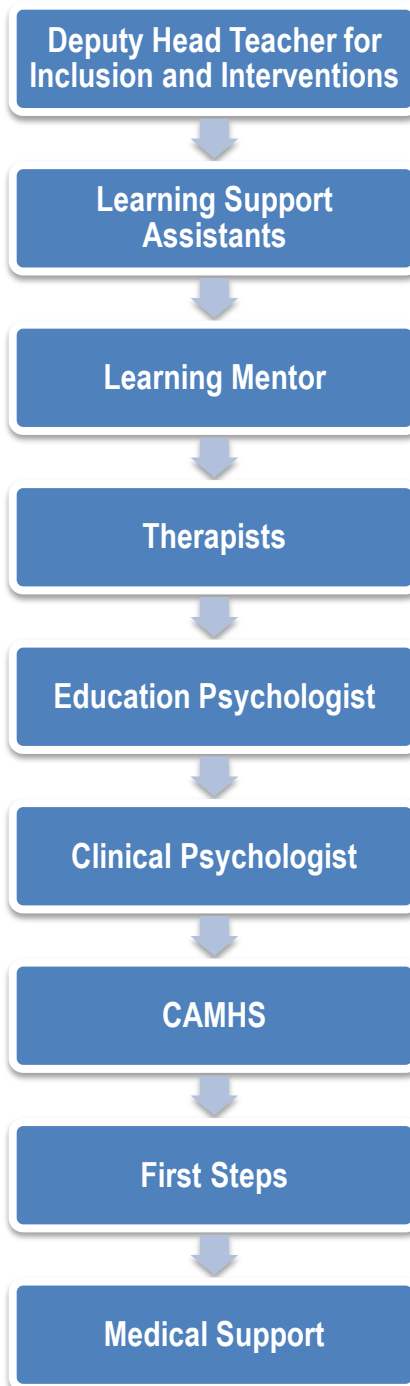 Deputy Head Teacher for
Inclusion and Interventions
Learning Support
Assistants
Learning Mentor
Therapists
Education Psychologist
Clinical Psychologist
CAMHS
First Steps
Medical Support